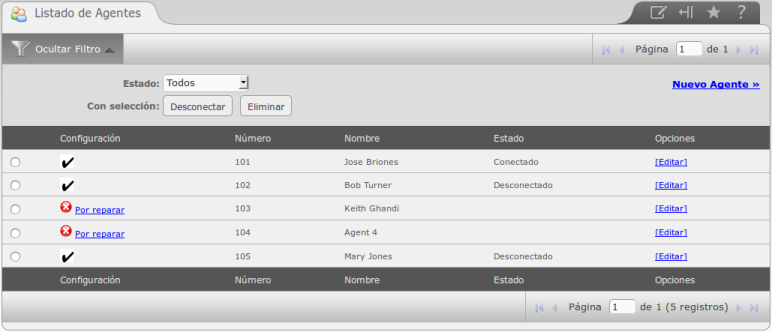 Listado de Agentes ?
Ocultar Filtro Página 1 de 1
Estado: Todos Nuevo Agente »
Con selección: Desconectar Eliminar
Configuración Número Nombre Estado Opciones
101 Jose Briones Conectado [Editar]
102 Bob Turner Desconectado [Editar]
Por reparar 103 Keith Ghandi [Editar]
Por reparar 104 Agent 4 [Editar]
105 Mary Jones Desconectado [Editar]
Configuración Número Nombre Estado Opciones
Página 1 de 1 (5 registros)